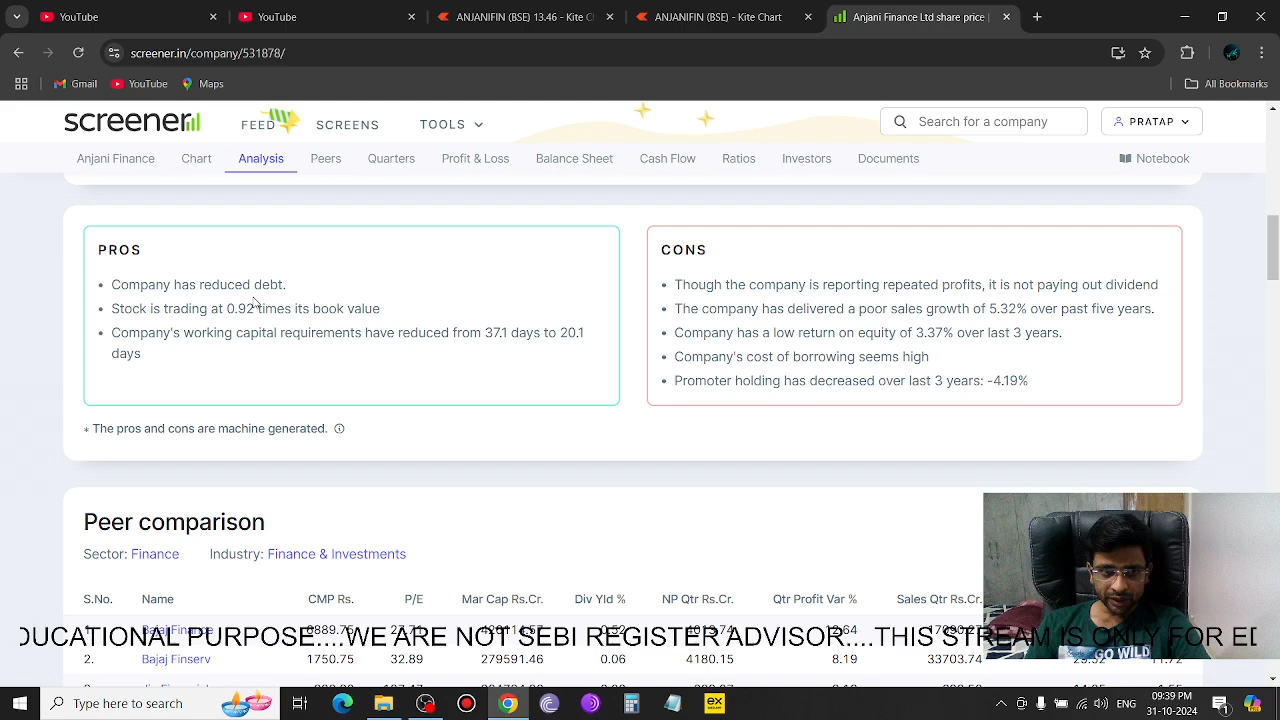 YouTube
YouTube
ANJANIFIN (BSE) 13.46 - Kite C
ANJANIFIN (BSE) - Kite Chart
Anjani Finance Ltd share price |
screener.in/company/531878/
Gmail
YouTube
Maps
All Bookmarks
screener
FEED
SCREENS
TOOLS
Search for a company
PRATAP
Anjani Finance
Chart
Analysis
Peers
Quarters
Profit & Loss
Balance Sheet
Cash Flow
Ratios
Investors
Documents
Notebook
PROS
Company has reduced debt.
Stock is trading at 0.92 times its book value
Company's working capital requirements have reduced from 37.1 days to 20.1
days
CONS
Though the company is reporting repeated profits, it is not paying out dividend
The company has delivered a poor sales growth of 5.32% over past five years.
Company has a low return on equity of 3.37% over last 3 years.
Company's cost of borrowing seems high
Promoter holding has decreased over last 3 years: -4.19%
* The pros and cons are machine generated.
Peer comparison
Sector: Finance Industry: Finance & Investments
S.No. Name CMP Rs. P/E Mar Cap Rs.Cr. Div Yld % NP Qtr Rs.Cr. Qtr Profit Var % Sales Qtr Rs.Cr.
Bajaj Finance
DUCATIONAL PURPOSE....WE ARE NOT SEBI REGISTER ADVISOR....THIS STREAM IS ONLY FOR ED
2. Bajaj Finserv 1750.75 32.89 279591.46 0.06 4180.15 8.19 33703.74
GO WILD
Type here to search
EX
09:39 PM
31-10-2024